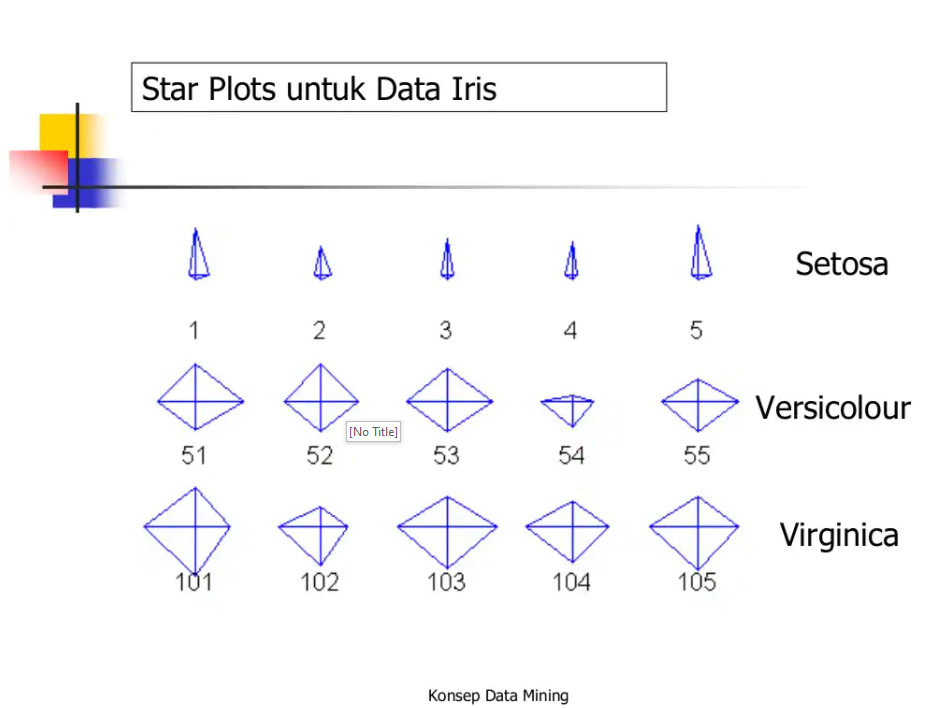 Star Plots untuk Data Iris
Setosa
1 2 3 4 5
Versicolour
[No Title]
51 52 53 54 55
Virginica
101 102 103 104 105
Konsep Data Mining